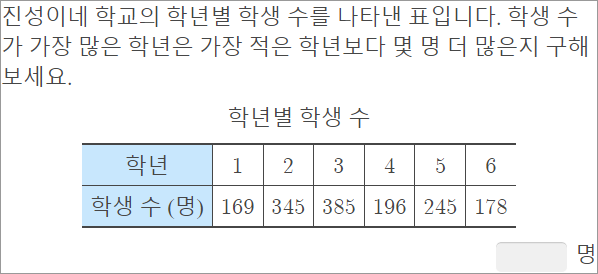 진성이네 학교의 학년별 학생 수를 나타낸 표입니다. 학생 수
가 가장 많은 학년은 가장 적은 학년보다 몇 명 더 많은지 구해
보세요.
학년별 학생 수
학년 1 2 3 4 5 6
학생 수 (명) 169 345 385 196 245 178
명